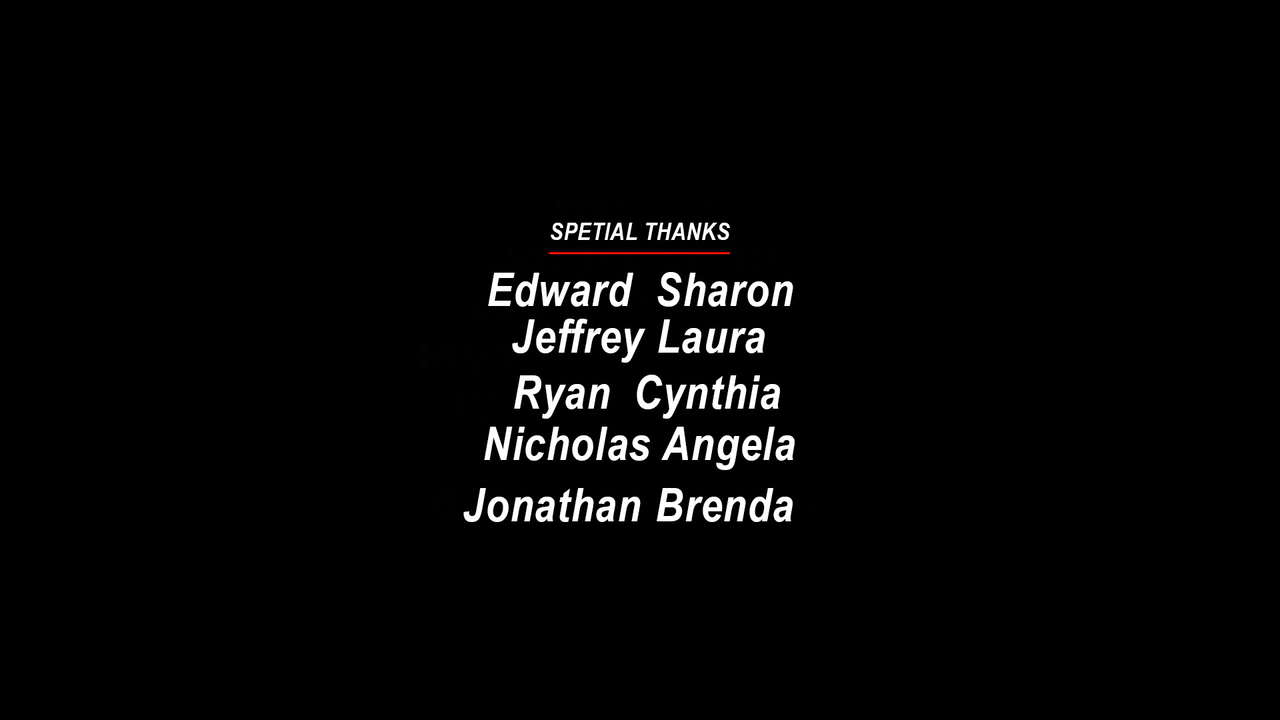 SPETIAL THANKS
Edward Sharon
Jeffrey Laura
Ryan Cynthia
Nicholas Angela
Jonathan Brenda